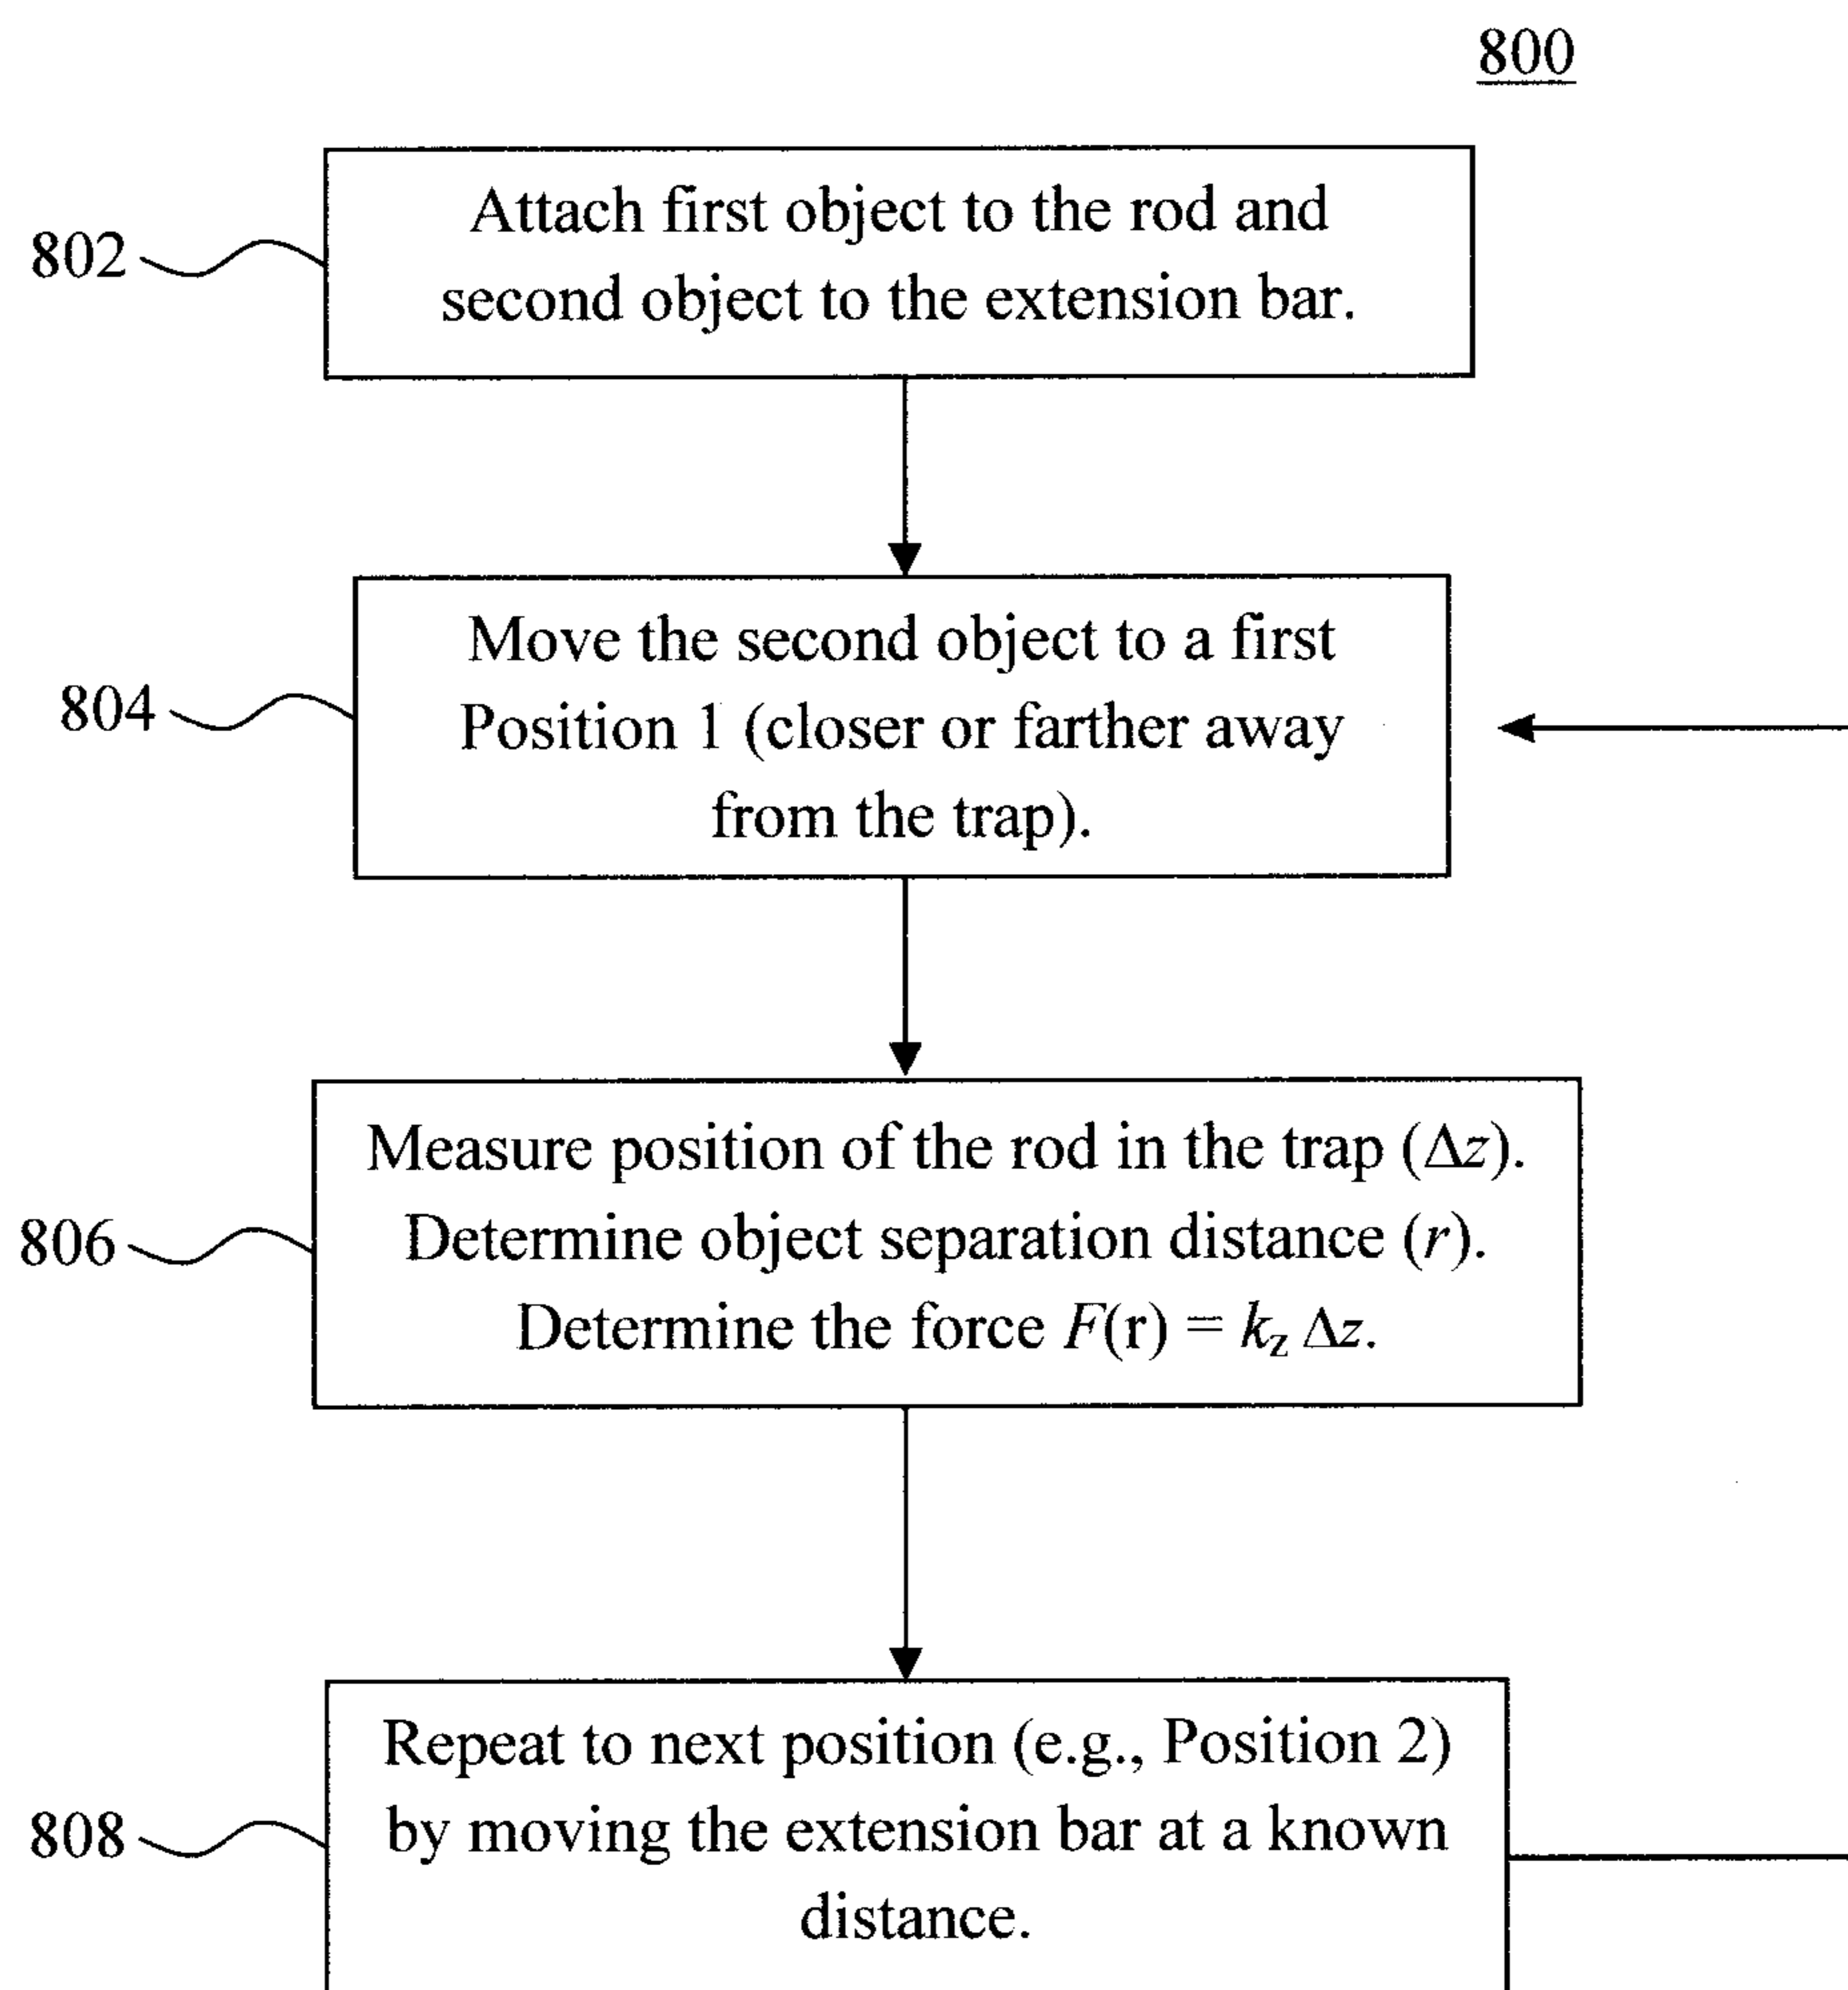 800
802
Attach first object to the rod and
second object to the extension bar.
804
Move the second object to a first
Position 1 (closer or farther away
from the trap).
806
Measure position of the rod in the trap (Δz).
Determine object separation distance (r).
Determine the force F(r) = kz Δz.
808
Repeat to next position (e.g., Position 2)
by moving the extension bar at a known
distance.